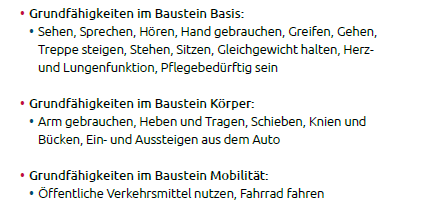 • Grundfähigkeiten im Baustein Basis:
• Sehen, Sprechen, Hören, Hand gebrauchen, Greifen, Gehen,
Treppe steigen, Stehen, Sitzen, Gleichgewicht halten, Herz-
und Lungenfunktion, Pflegebedürftig sein
• Grundfähigkeiten im Baustein Körper:
• Arm gebrauchen, Heben und Tragen, Schieben, Knien und
Bücken, Ein- und Aussteigen aus dem Auto
• Grundfähigkeiten im Baustein Mobilität:
• Öffentliche Verkehrsmittel nutzen, Fahrrad fahren